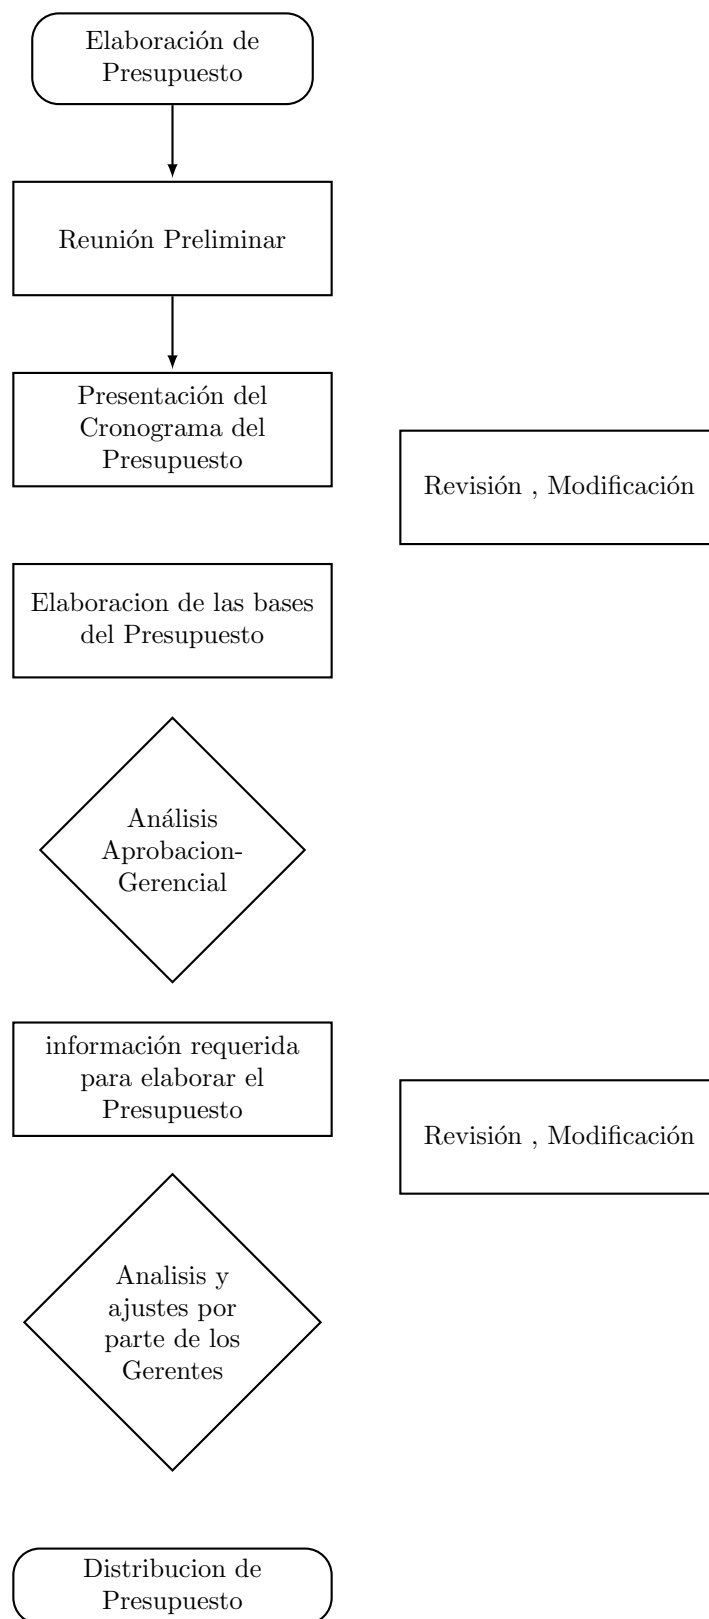 Elaboración de
Presupuesto
Reunión Preliminar
Presentación del
Cronograma del
Presupuesto
Revisión , Modificación
Elaboracion de las bases
del Presupuesto
Análisis
Aprobacion-
Gerencial
información requerida
para elaborar el
Presupuesto
Revisión , Modificación
Analisis y
ajustes por
parte de los
Gerentes
Distribucion de
Presupuesto